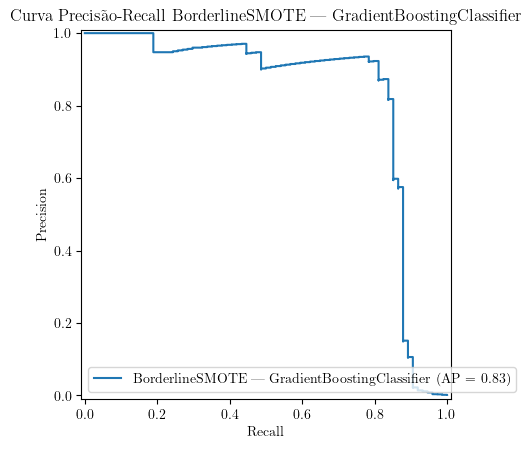 Curva Precisão-Recall BorderlineSMOTE — GradientBoostingClassifier
1.0
0.8
0.6
0.4
0.2
0.0
Precision
BorderlineSMOTE — GradientBoostingClassifier (AP = 0.83)
0.0 0.2 0.4 0.6 0.8 1.0
Recall